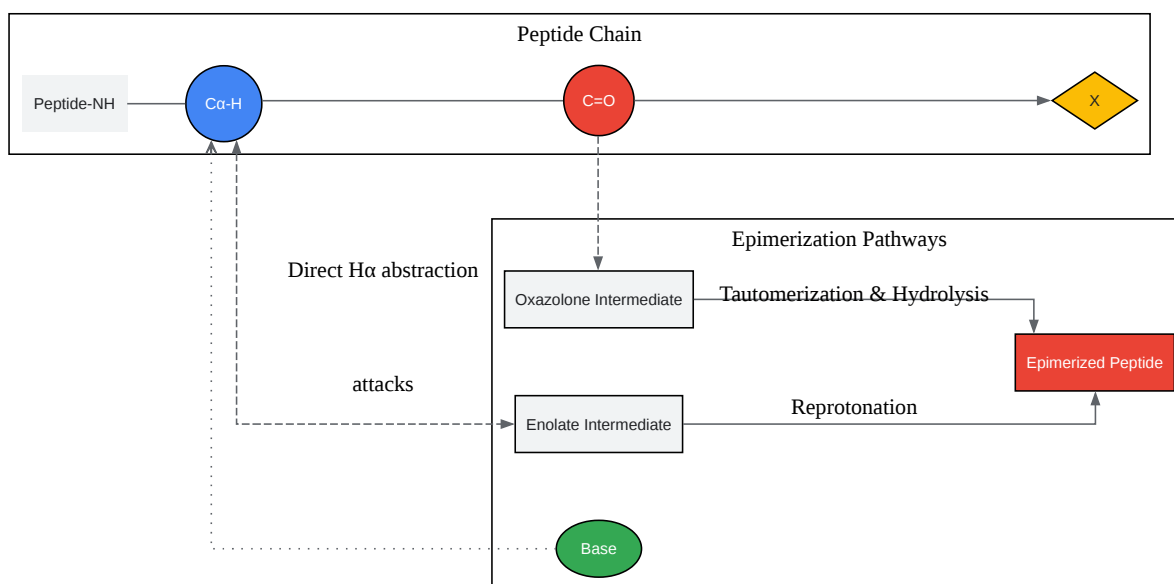 Peptide Chain
Peptide-NH
Cα-H
C=O
X
Epimerization Pathways
Direct Hα abstraction
Oxazolone Intermediate
Tautomerization & Hydrolysis
Epimerized Peptide
attacks
Enolate Intermediate
Reprotonation
Base